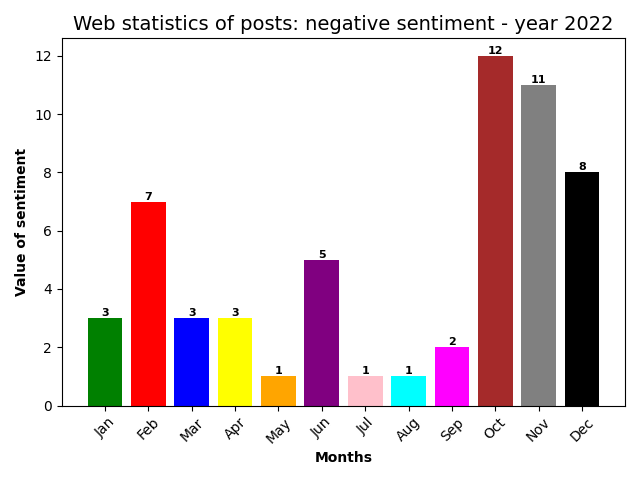 Web statistics of posts: negative sentiment - year 2022
Value of sentiment
12
10
8
6
4
2
0
3
7
3
3
1
5
1
1
2
12
11
8
Jan
Feb
Mar
Apr
May
Jun
Jul
Aug
Sep
Oct
Nov
Dec
Months